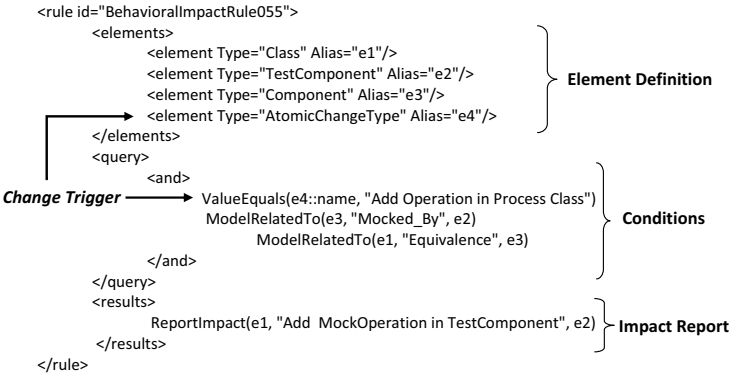 <rule id="BehavioralImpactRule055">
<elements>
<element Type="Class" Alias="e1"/>
<element Type="TestComponent" Alias="e2"/>
<element Type="Component" Alias="e3"/>
<element Type="AtomicChangeType" Alias="e4"/>
</elements>
<query>
<and>
ValueEquals(e4::name, "Add Operation in Process Class")
ModelRelatedTo(e3, "Mocked_By", e2)
ModelRelatedTo(e1, "Equivalence", e3)
</and>
</query>
<results>
ReportImpact(e1, "Add MockOperation in TestComponent", e2)
</results>
</rule>
Change Trigger
Element Definition
Conditions
Impact Report